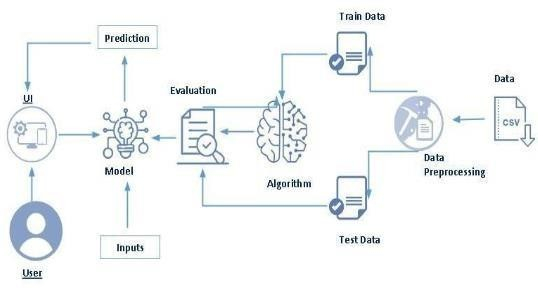 Train Data
Prediction
UI
Evaluation
Data
CSV
Model
Algorithm
Data
Preprocessing
Inputs
Test Data
User